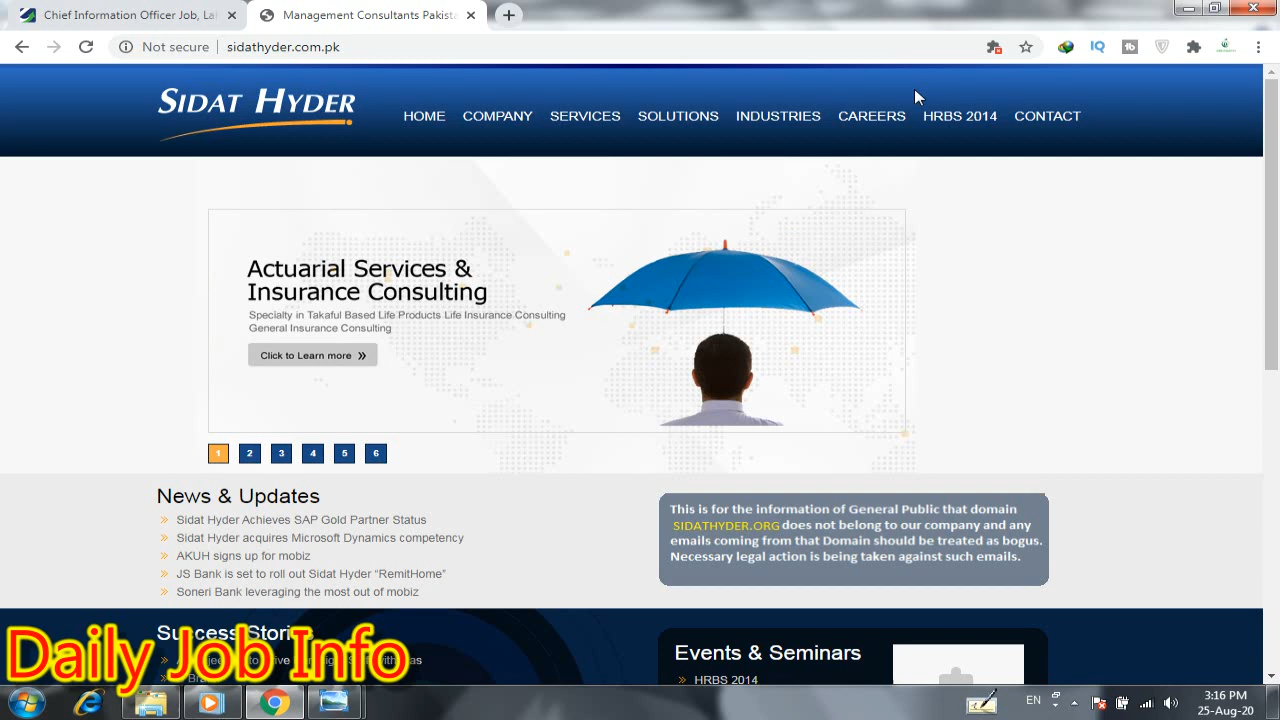 Chief Information Officer Job, Lal
Management Consultants Pakista
Not secure
sidathyder.com.pk
IQ
SIDAT HYDER
HOME
COMPANY
SERVICES
SOLUTIONS
INDUSTRIES
CAREERS
HRBS 2014
CONTACT
Actuarial Services &
Insurance Consulting
Specialty in Takaful Based Life Products Life Insurance Consulting
General Insurance Consulting
Click to Learn more »
1 2 3 4 5 6
News & Updates
Sidat Hyder Achieves SAP Gold Partner Status
Sidat Hyder acquires Microsoft Dynamics competency
AKUH signs up for mobiz
JS Bank is set to roll out Sidat Hyder “RemitHome”
Soneri Bank leveraging the most out of mobiz
This is for the information of General Public that domain
SIDATHYDER.ORG does not belong to our company and any
emails coming from that Domain should be treated as bogus.
Necessary legal action is being taken against such emails.
Success Stories
Events & Seminars
HRBS 2014
Daily Job Info
EN
3:16 PM
25-Aug-20